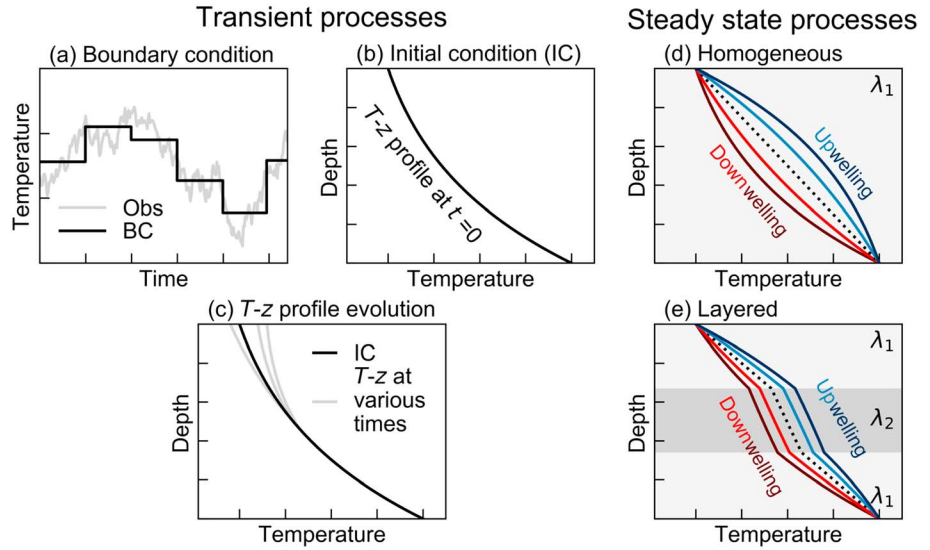 Transient processes
Steady state processes
(a) Boundary condition
Temperature
Obs
BC
Time
(b) Initial condition (IC)
Depth
T-z profile at t =0
Temperature
(c) T-z profile evolution
Depth
IC
T-z at
various
times
Temperature
(d) Homogeneous
λ1
Depth
Upwelling
Downwelling
Temperature
(e) Layered
λ1
Depth
λ2
Upwelling
Downwelling
λ1
Temperature